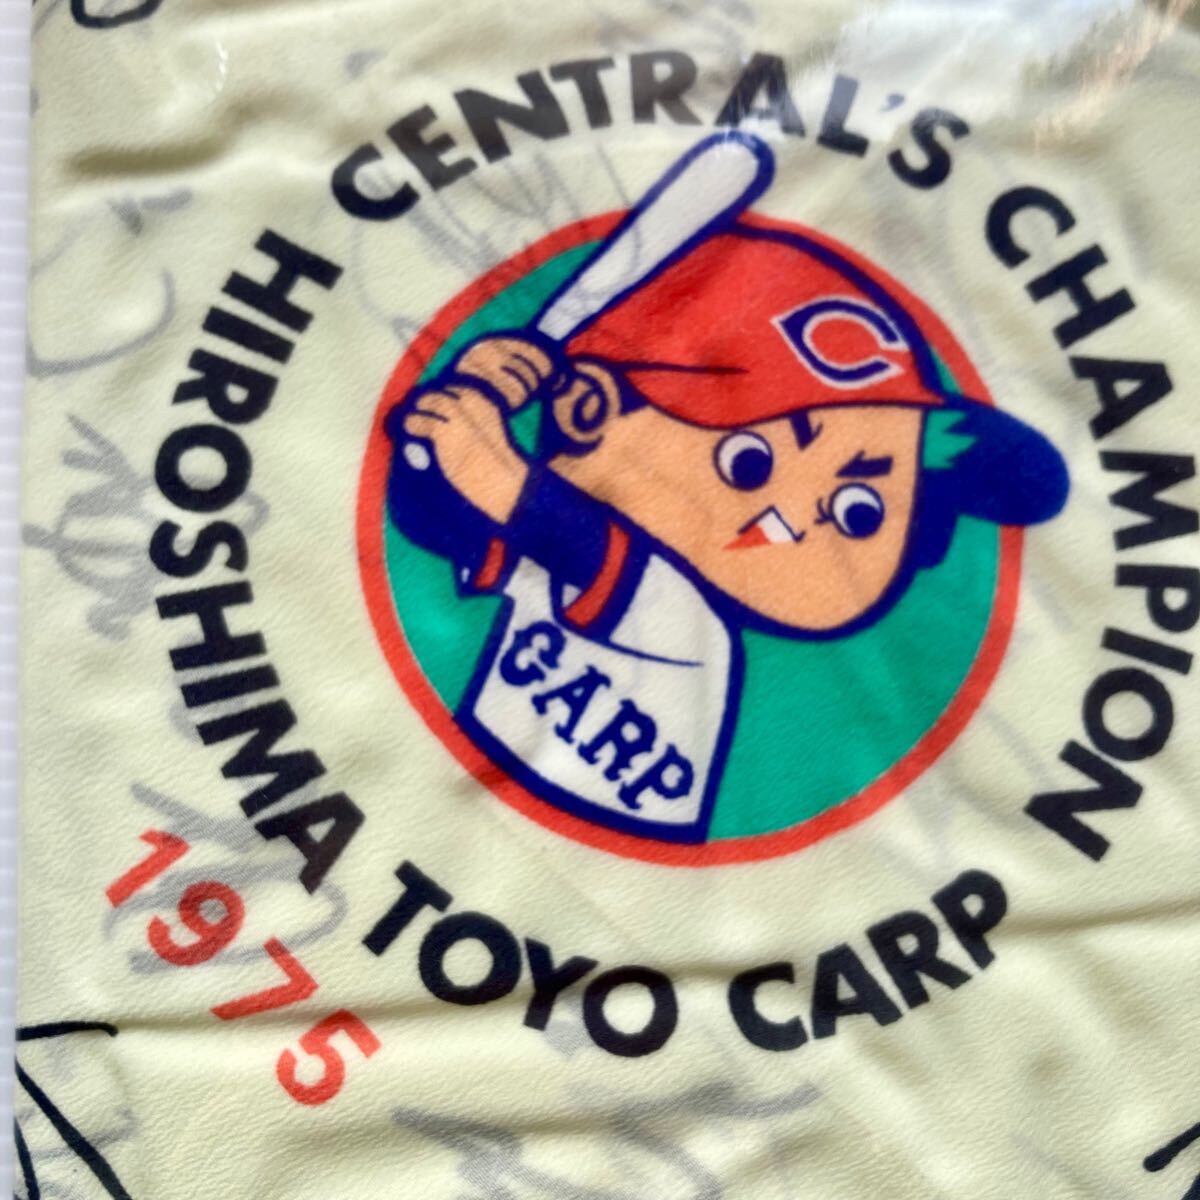 CENTRAL'S CHAMPION
HIROSHIMA TOYO CARP
C
CARP
1975